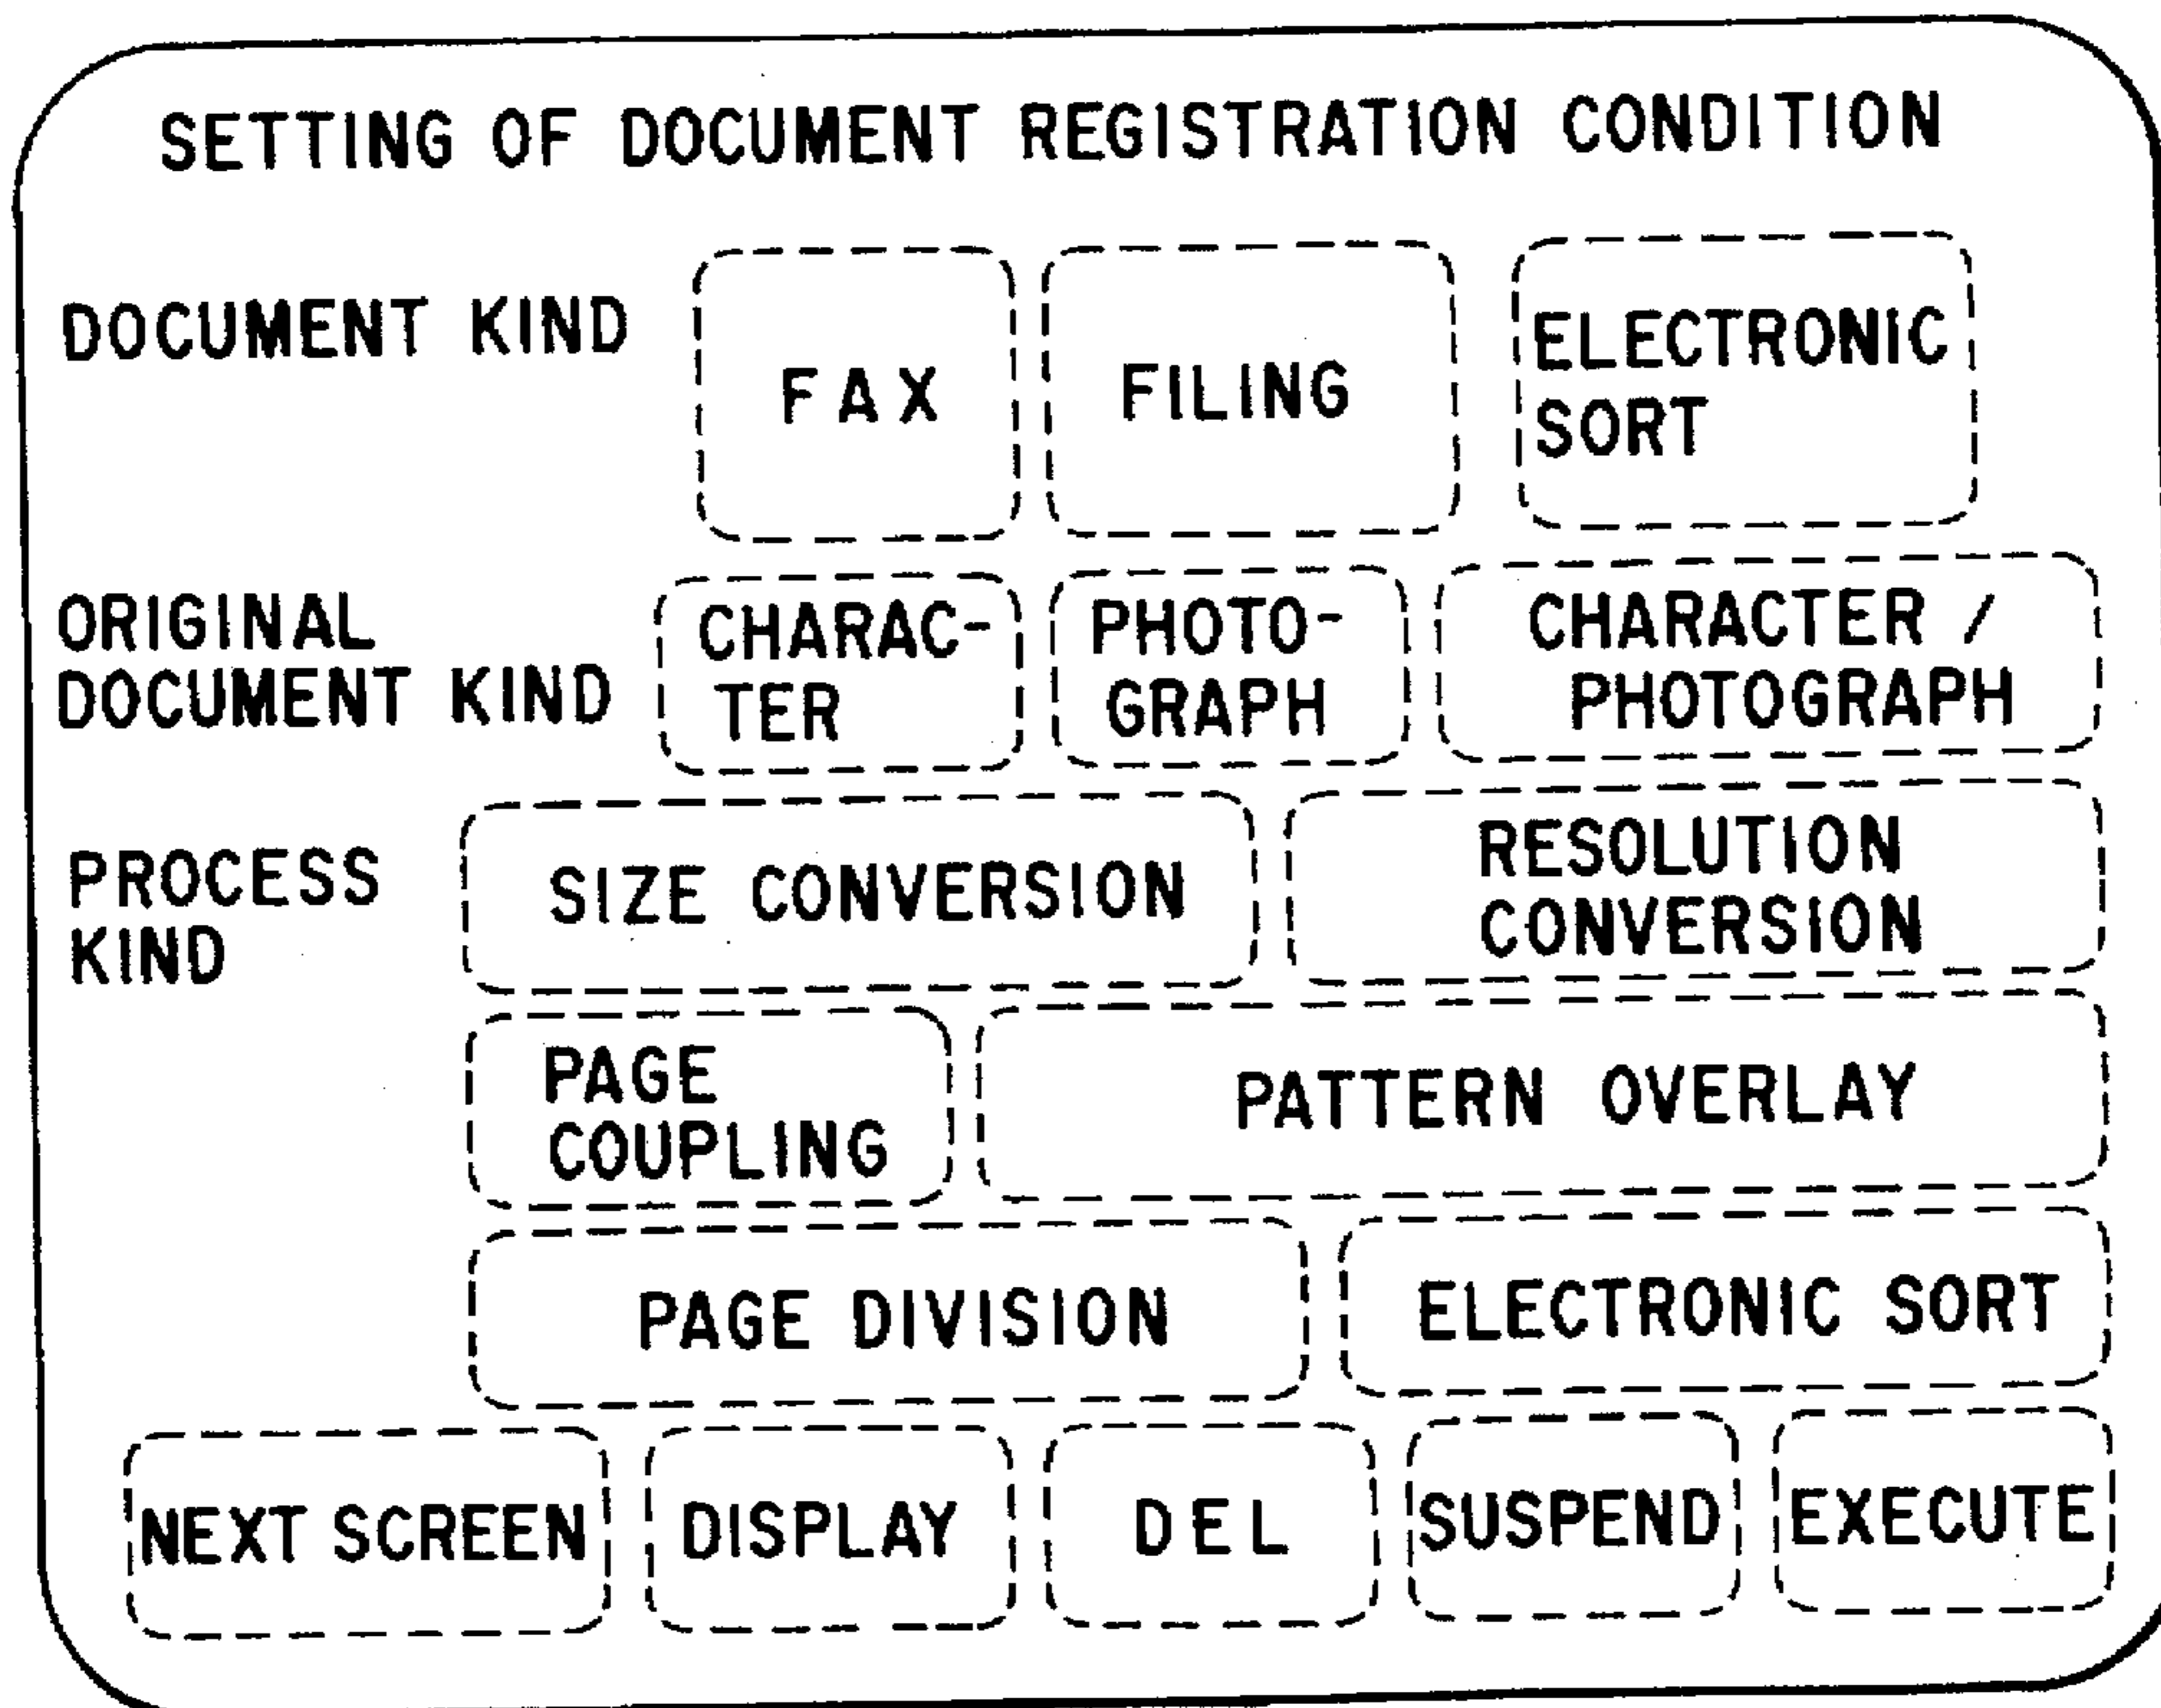 SETTING OF DOCUMENT REGISTRATION CONDITION
DOCUMENT KIND
FAX
FILING
ELECTRONIC
SORT
ORIGINAL
DOCUMENT KIND
CHARAC-
TER
PHOTO-
GRAPH
CHARACTER /
PHOTOGRAPH
PROCESS
KIND
SIZE CONVERSION
RESOLUTION
CONVERSION
PAGE
COUPLING
PATTERN OVERLAY
PAGE DIVISION
ELECTRONIC SORT
NEXT SCREEN
DISPLAY
DEL
SUSPEND
EXECUTE